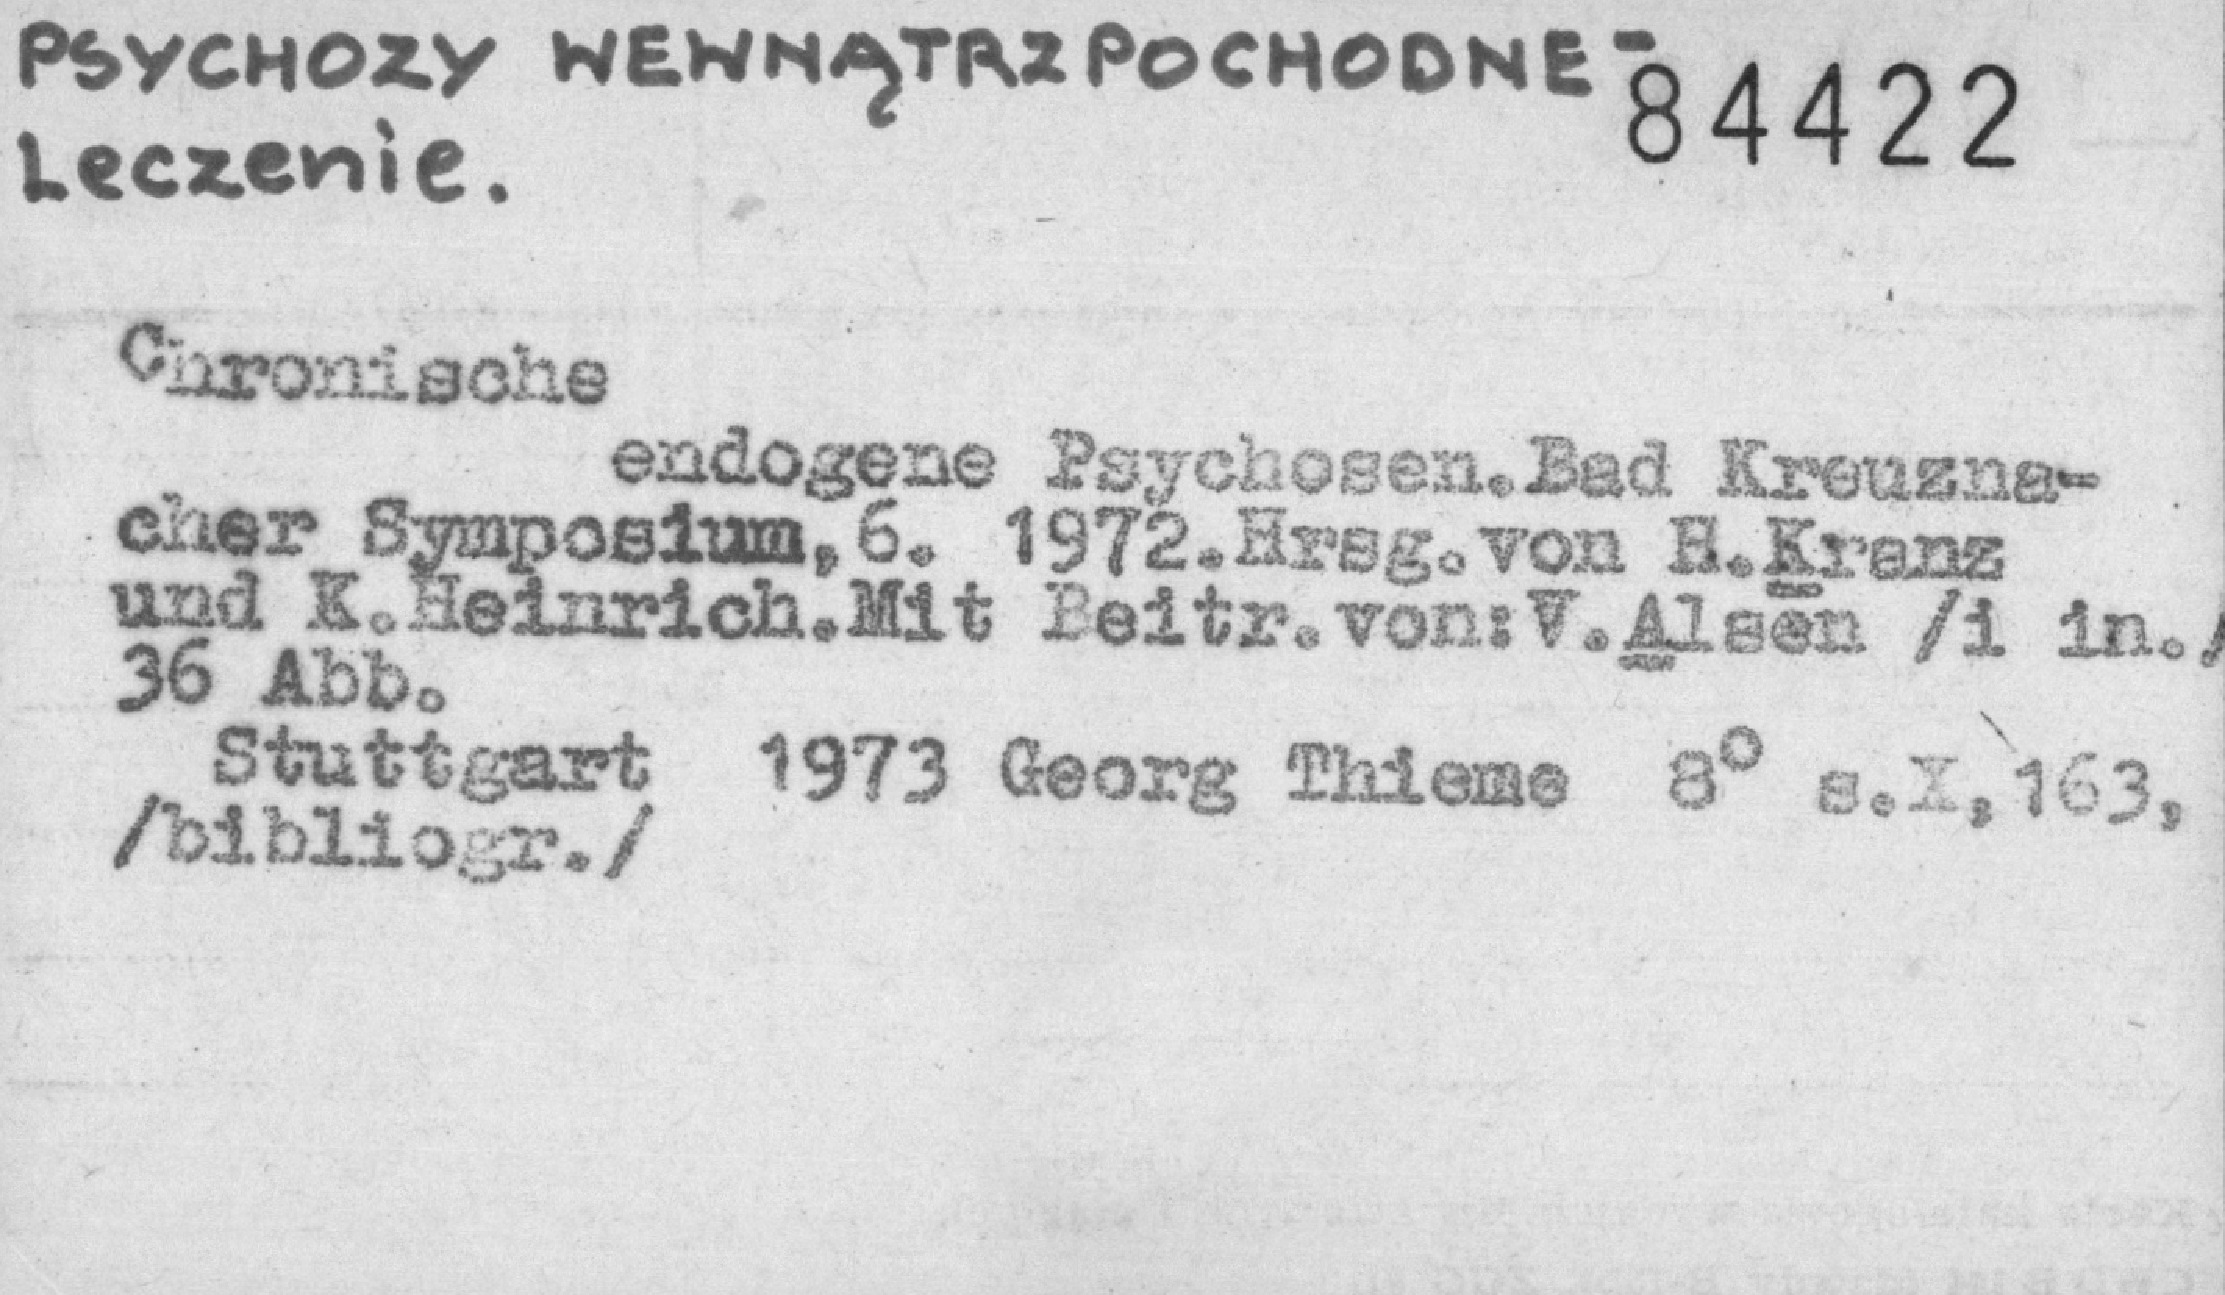 PSYCHOZY WEWNĄTRZPOCHODNE - 84422
Leczenie.
Chronische
endogene Psychosen.Bad Kreuzna-
cher Symposium,6. 1972.Hrsg.von H.Kranz
und K.Heinrich.Mit Beitr.von:V.Alsen /i in./
36 Abb.
Stuttgart 1973 Georg Thieme 8° s.X,163,
/bibliogr./